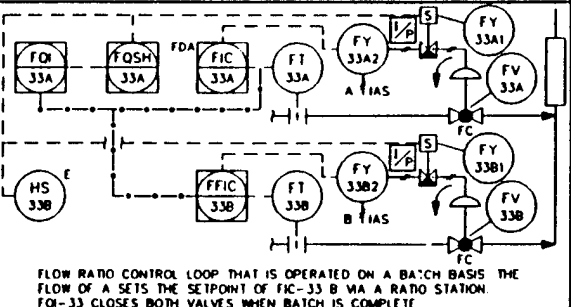 FQI 33A
FQSH 33A
FDA
FIC 33A
FT 33A
FY 33A2
I/P
S
FY 33A1
FV 33A
A IAS
FC
HS 33B
E
FFIC 33B
FT 33B
FY 33B2
I/P
S
FY 33B1
FV 33B
B IAS
FC
FLOW RATIO CONTROL LOOP THAT IS OPERATED ON A BATCH BASIS THE
FLOW OF A SETS THE SETPOINT OF FIC-33 B VIA A RATIO STATION.
FQI-33 CLOSES BOTH VALVES WHEN BATCH IS COMPLETE